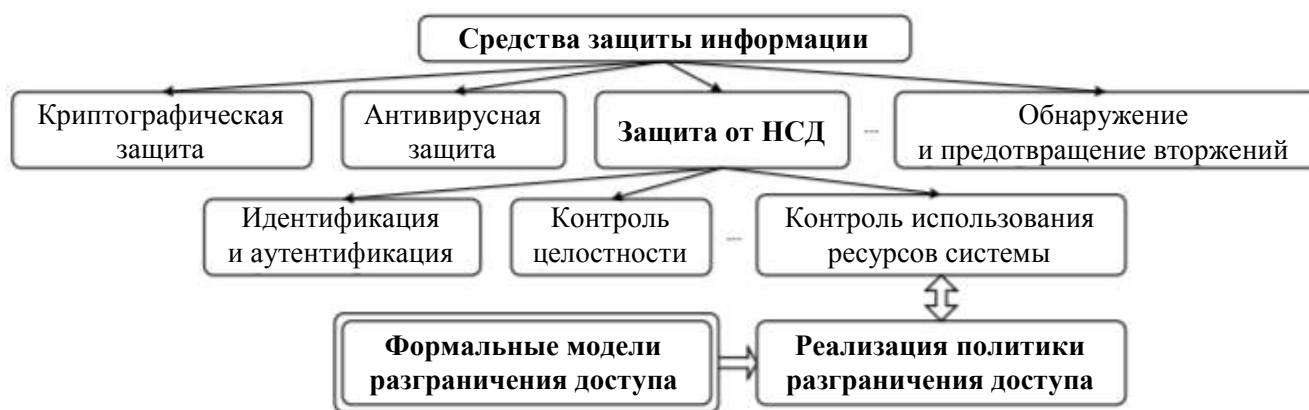 Средства защиты информации
Криптографическая
защита
Антивирусная
защита
Защита от НСД
...
Обнаружение
и предотвращение вторжений
Идентификация
и аутентификация
Контроль
целостности
...
Контроль использования
ресурсов системы
Формальные модели
разграничения доступа
Реализация политики
разграничения доступа